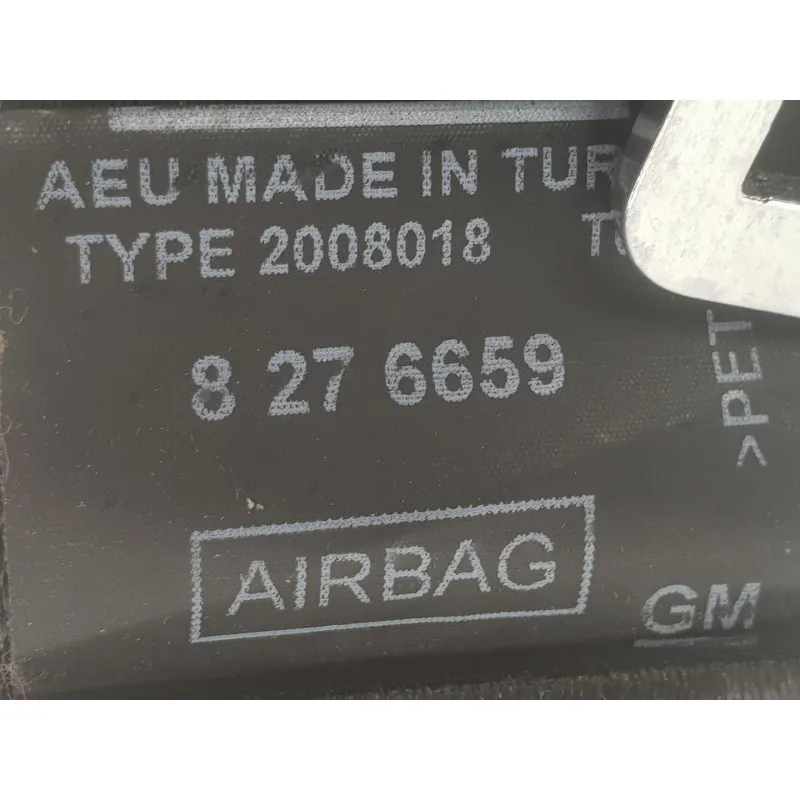 AEU MADE IN TUR
TYPE 2008018
8 27 6659
>PET
AIRBAG
GM